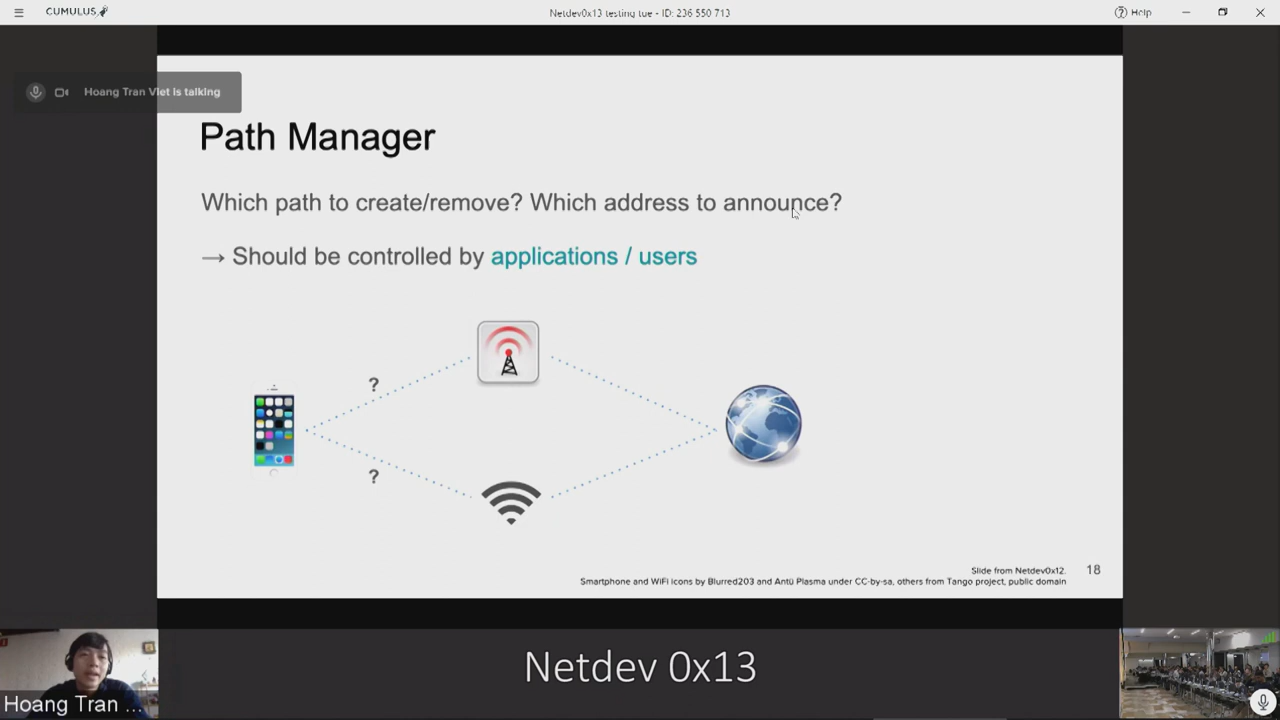 CUMULUS
Netdev0x13 testing tue - ID: 236 550 713
Help
Hoang Tran Viet is talking
Path Manager
Which path to create/remove? Which address to announce?
→ Should be controlled by applications / users
?
?
Slide from Netdev0x12.
18
Smartphone and WiFi icons by Blurred203 and Antü Plasma under CC-by-sa, others from Tango project, public domain
Hoang Tran ...
Netdev 0x13